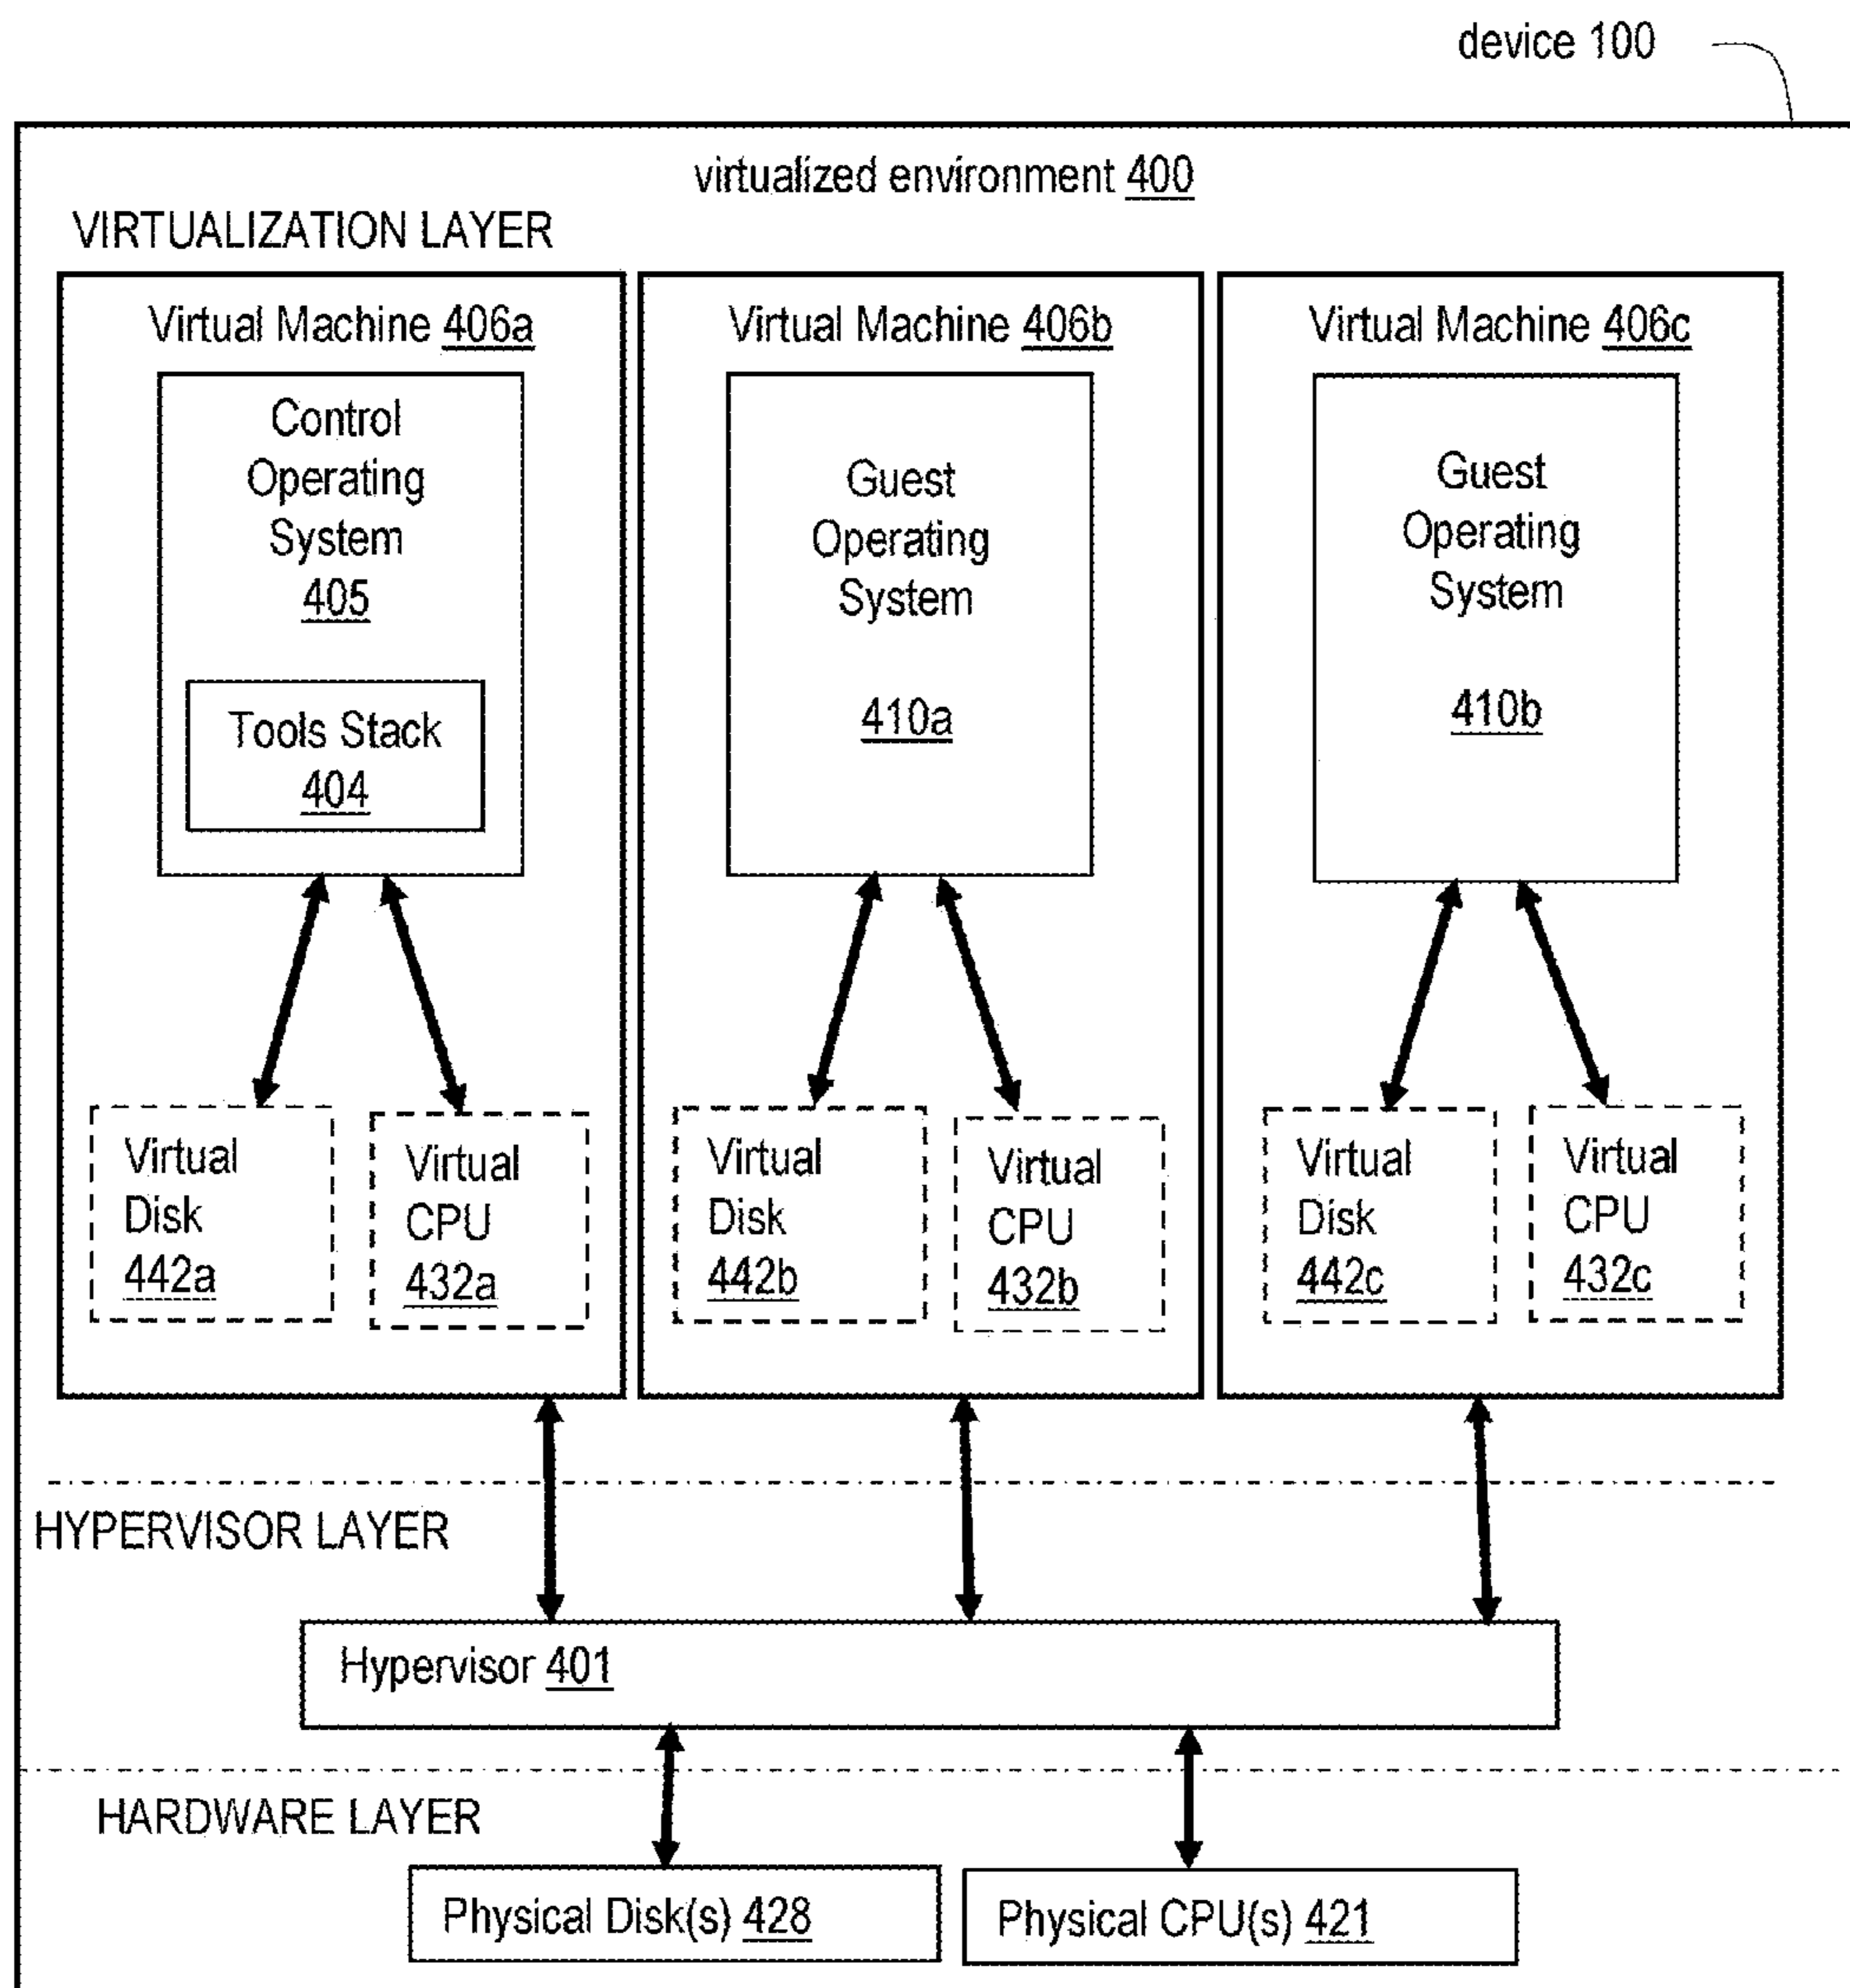 device 100
virtualized environment 400
VIRTUALIZATION LAYER
Virtual Machine 406a
Control
Operating
System
405
Tools Stack
404
Virtual
Disk
442a
Virtual
CPU
432a
Virtual Machine 406b
Guest
Operating
System
410a
Virtual
Disk
442b
Virtual
CPU
432b
Virtual Machine 406c
Guest
Operating
System
410b
Virtual
Disk
442c
Virtual
CPU
432c
HYPERVISOR LAYER
Hypervisor 401
HARDWARE LAYER
Physical Disk(s) 428
Physical CPU(s) 421